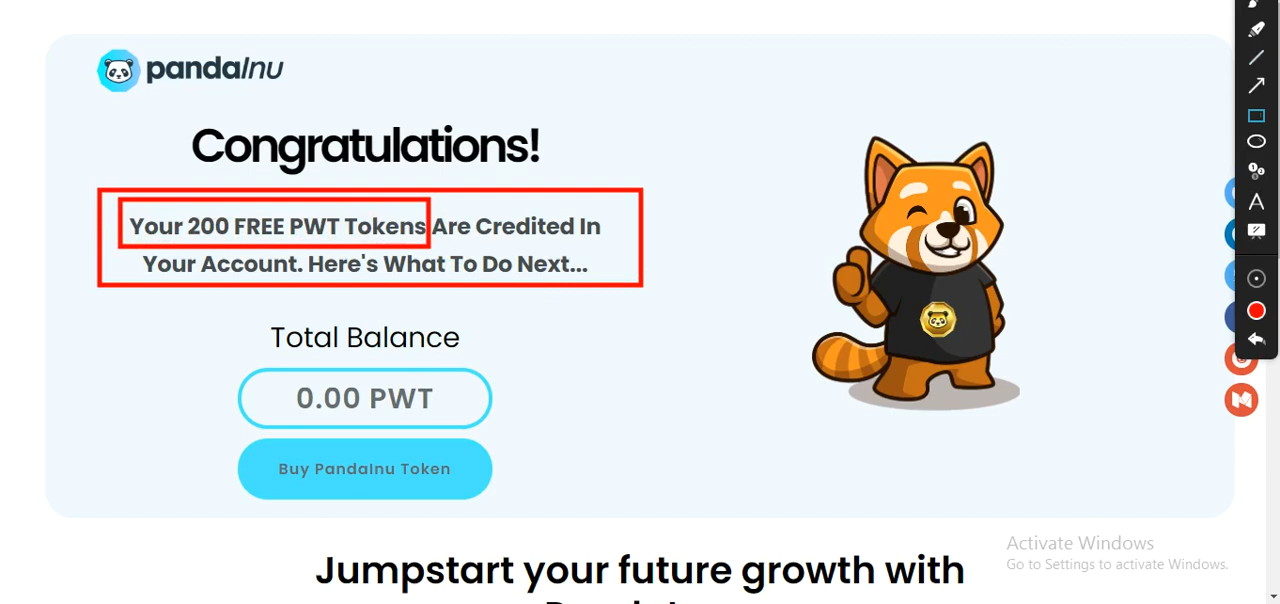 pandaInu
Congratulations!
Your 200 FREE PWT Tokens Are Credited In
Your Account. Here's What To Do Next...
Total Balance
0.00 PWT
Buy PandaInu Token
Activate Windows
Go to Settings to activate Windows.
Jumpstart your future growth with